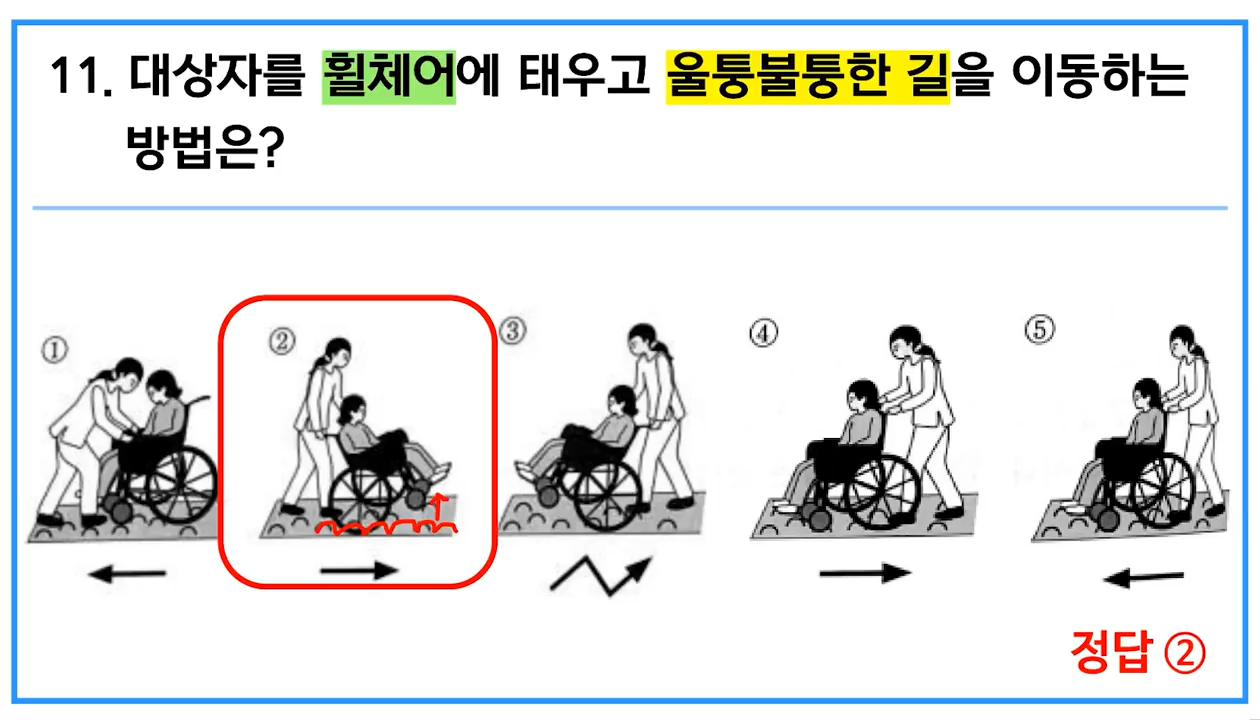 11. 대상자를 휠체어에 태우고 울퉁불퉁한 길을 이동하는
방법은?
① ② ③ ④ ⑤
정답 ②